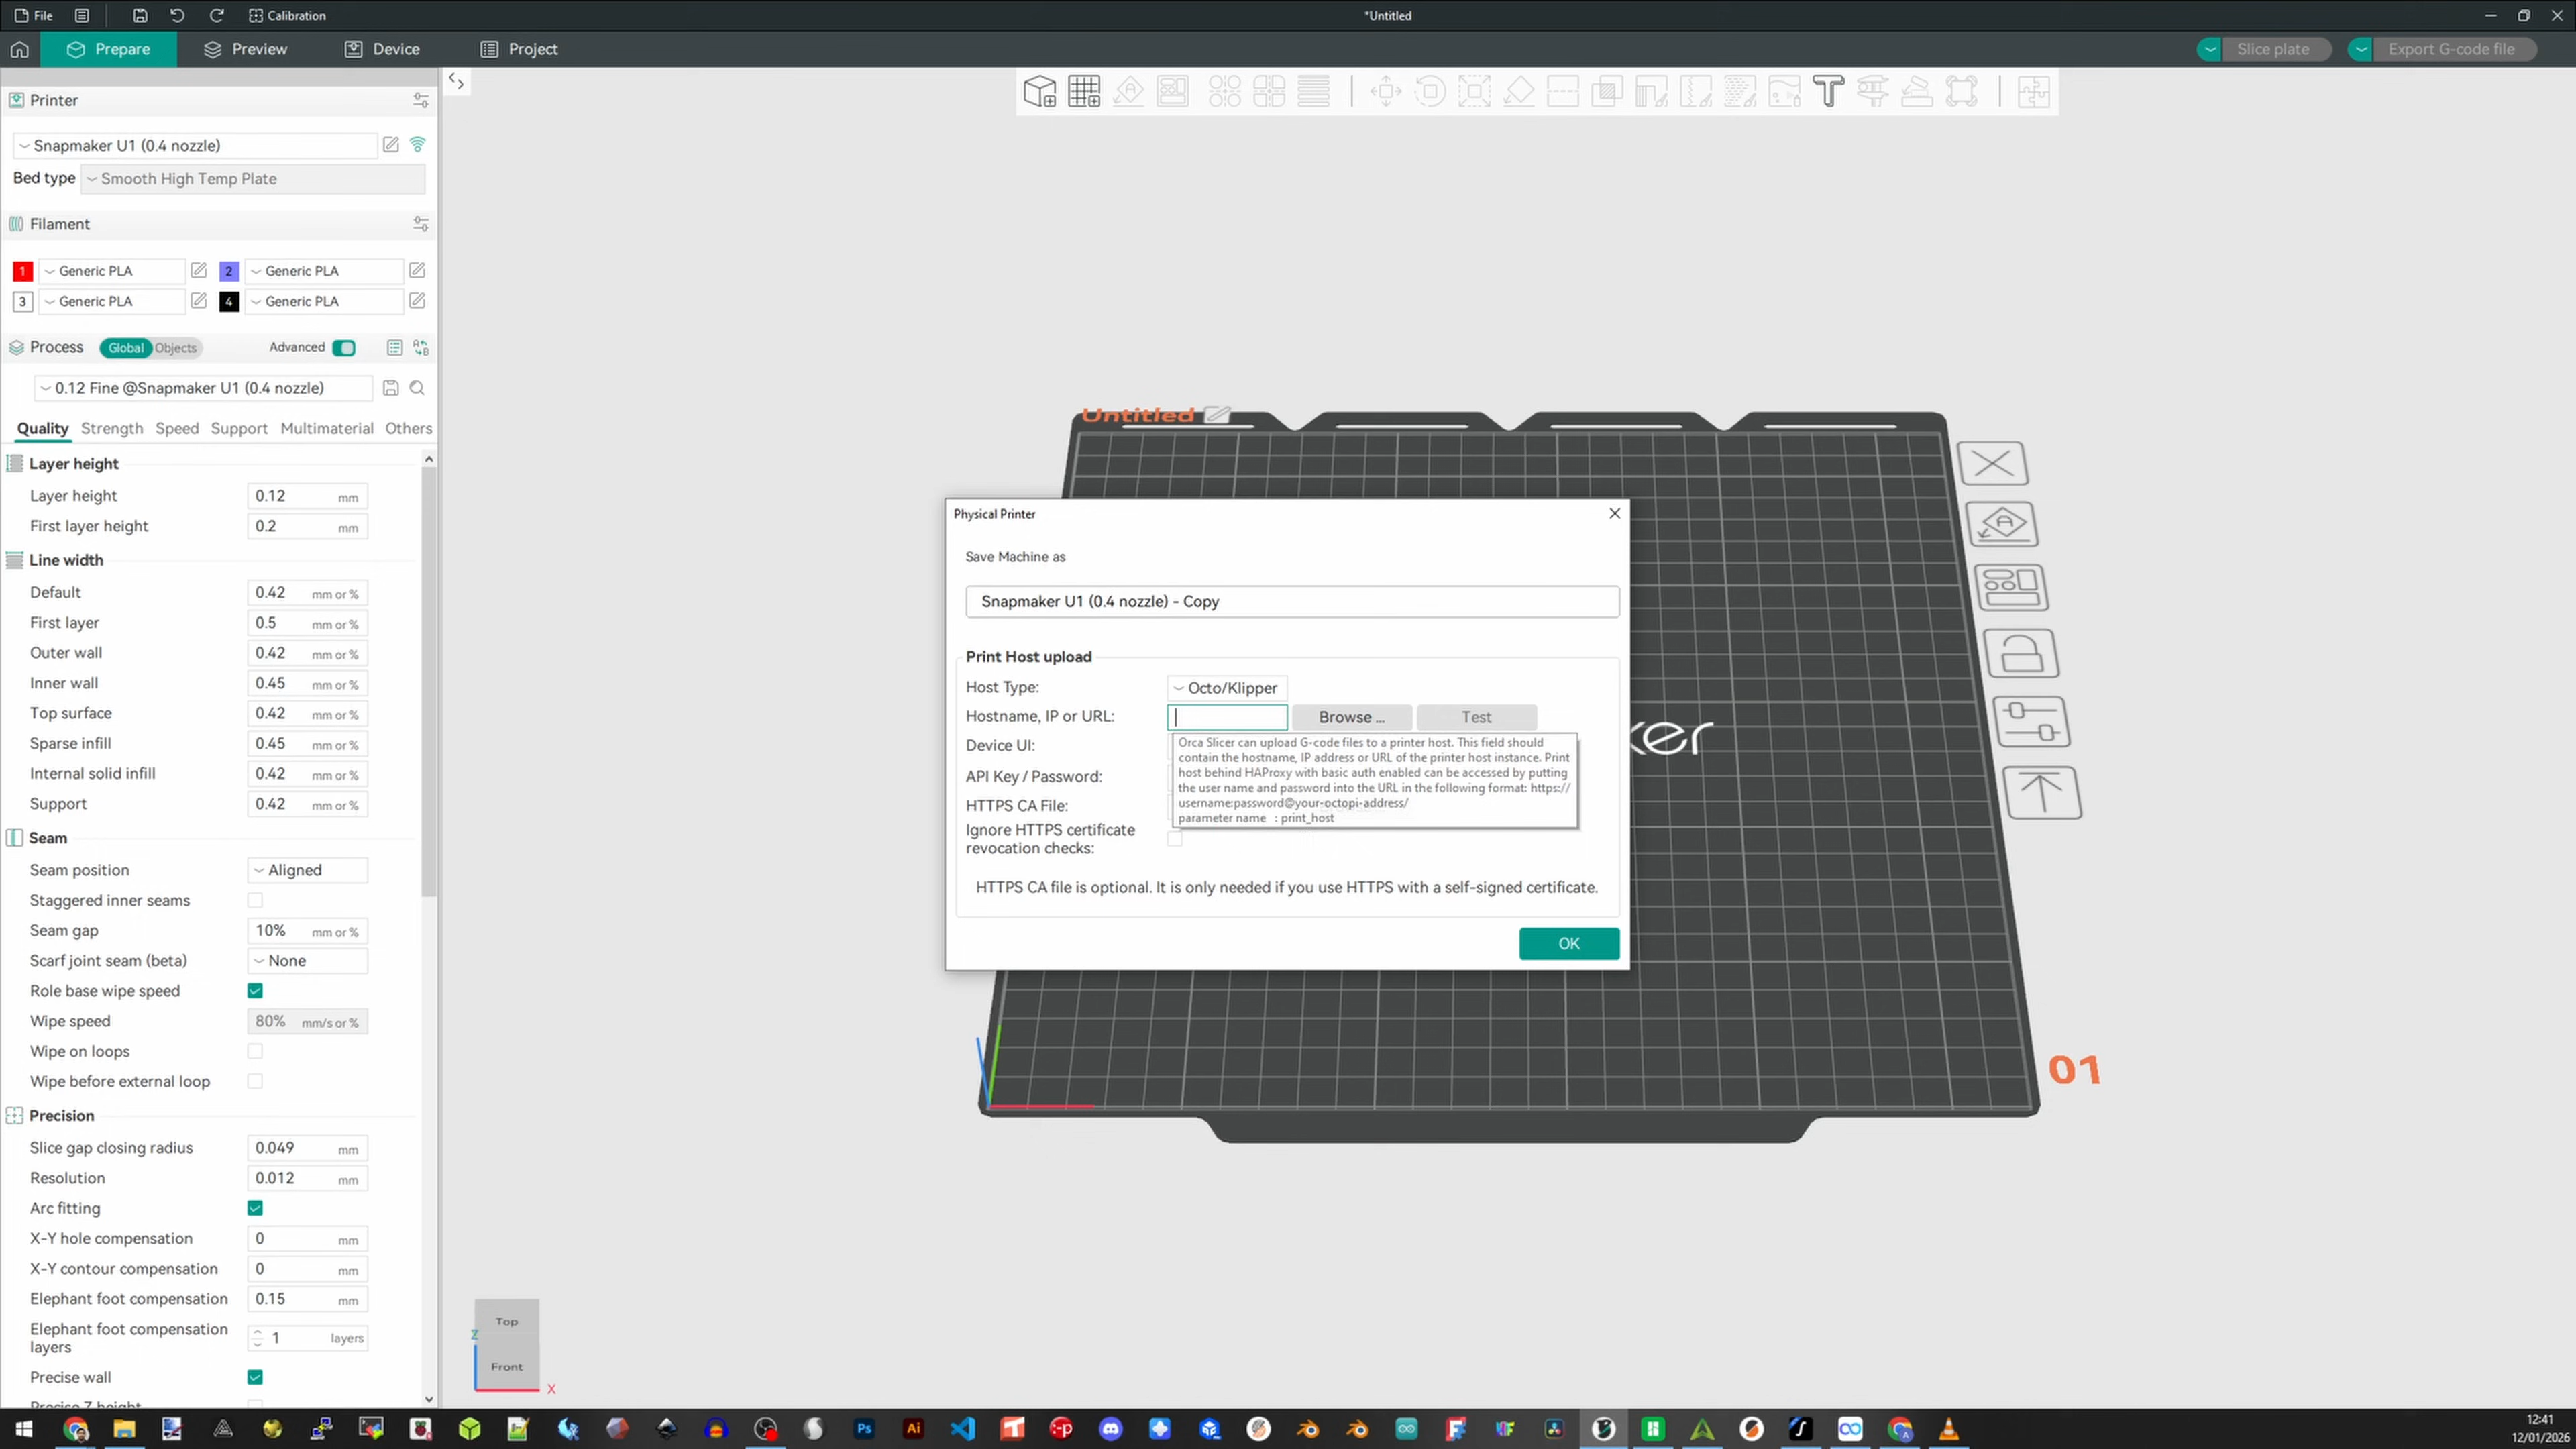 File
Calibration
*Untitled
Prepare
Preview
Device
Project
Slice plate
Export G-code file
Printer
Snapmaker U1 (0.4 nozzle)
Bed type
Smooth High Temp Plate
Filament
1 Generic PLA
2 Generic PLA
3 Generic PLA
4 Generic PLA
Process
Global
Objects
Advanced
0.12 Fine @Snapmaker U1 (0.4 nozzle)
Quality
Strength
Speed
Support
Multimaterial
Others
Layer height
Layer height 0.12 mm
First layer height 0.2 mm
Line width
Default 0.42 mm or %
First layer 0.5 mm or %
Outer wall 0.42 mm or %
Inner wall 0.45 mm or %
Top surface 0.42 mm or %
Sparse infill 0.45 mm or %
Internal solid infill 0.42 mm or %
Support 0.42 mm or %
Seam
Seam position Aligned
Staggered inner seams
Seam gap 10% mm or %
Scarf joint seam (beta) None
Role base wipe speed
Wipe speed 80% mm/s or %
Wipe on loops
Wipe before external loop
Precision
Slice gap closing radius 0.049 mm
Resolution 0.012 mm
Arc fitting
X-Y hole compensation 0 mm
X-Y contour compensation 0 mm
Elephant foot compensation 0.15 mm
Elephant foot compensation
layers 1 layers
Precise wall
Precise Z height
Untitled
Physical Printer
Save Machine as
Snapmaker U1 (0.4 nozzle) - Copy
Print Host upload
Host Type: Octo/Klipper
Hostname, IP or URL:
Browse ...
Test
Device UI:
API Key / Password:
HTTPS CA File:
Ignore HTTPS certificate
revocation checks:
Orca Slicer can upload G-code files to a printer host. This field should
contain the hostname, IP address or URL of the printer host instance. Print
host behind HAProxy with basic auth enabled can be accessed by putting
the user name and password into the URL in the following format: https://
username:password@your-octopi-address/
parameter name : print_host
HTTPS CA file is optional. It is only needed if you use HTTPS with a self-signed certificate.
OK
ker
01
Top
Front
Z
X
Ps
Ai
12:41
12/01/2026